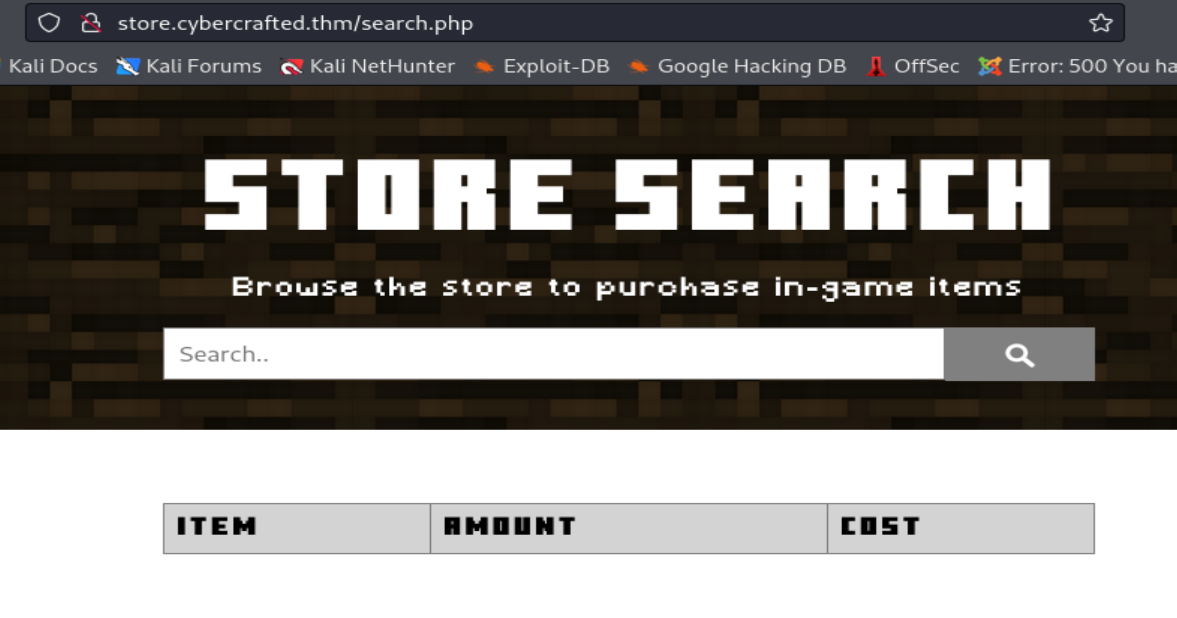 store.cybercrafted.thm/search.php
Kali Docs Kali Forums Kali NetHunter Exploit-DB Google Hacking DB OffSec Error: 500 You ha
STORE SEARCH
Browse the store to purchase in-game items
Search..
ITEM AMOUNT COST